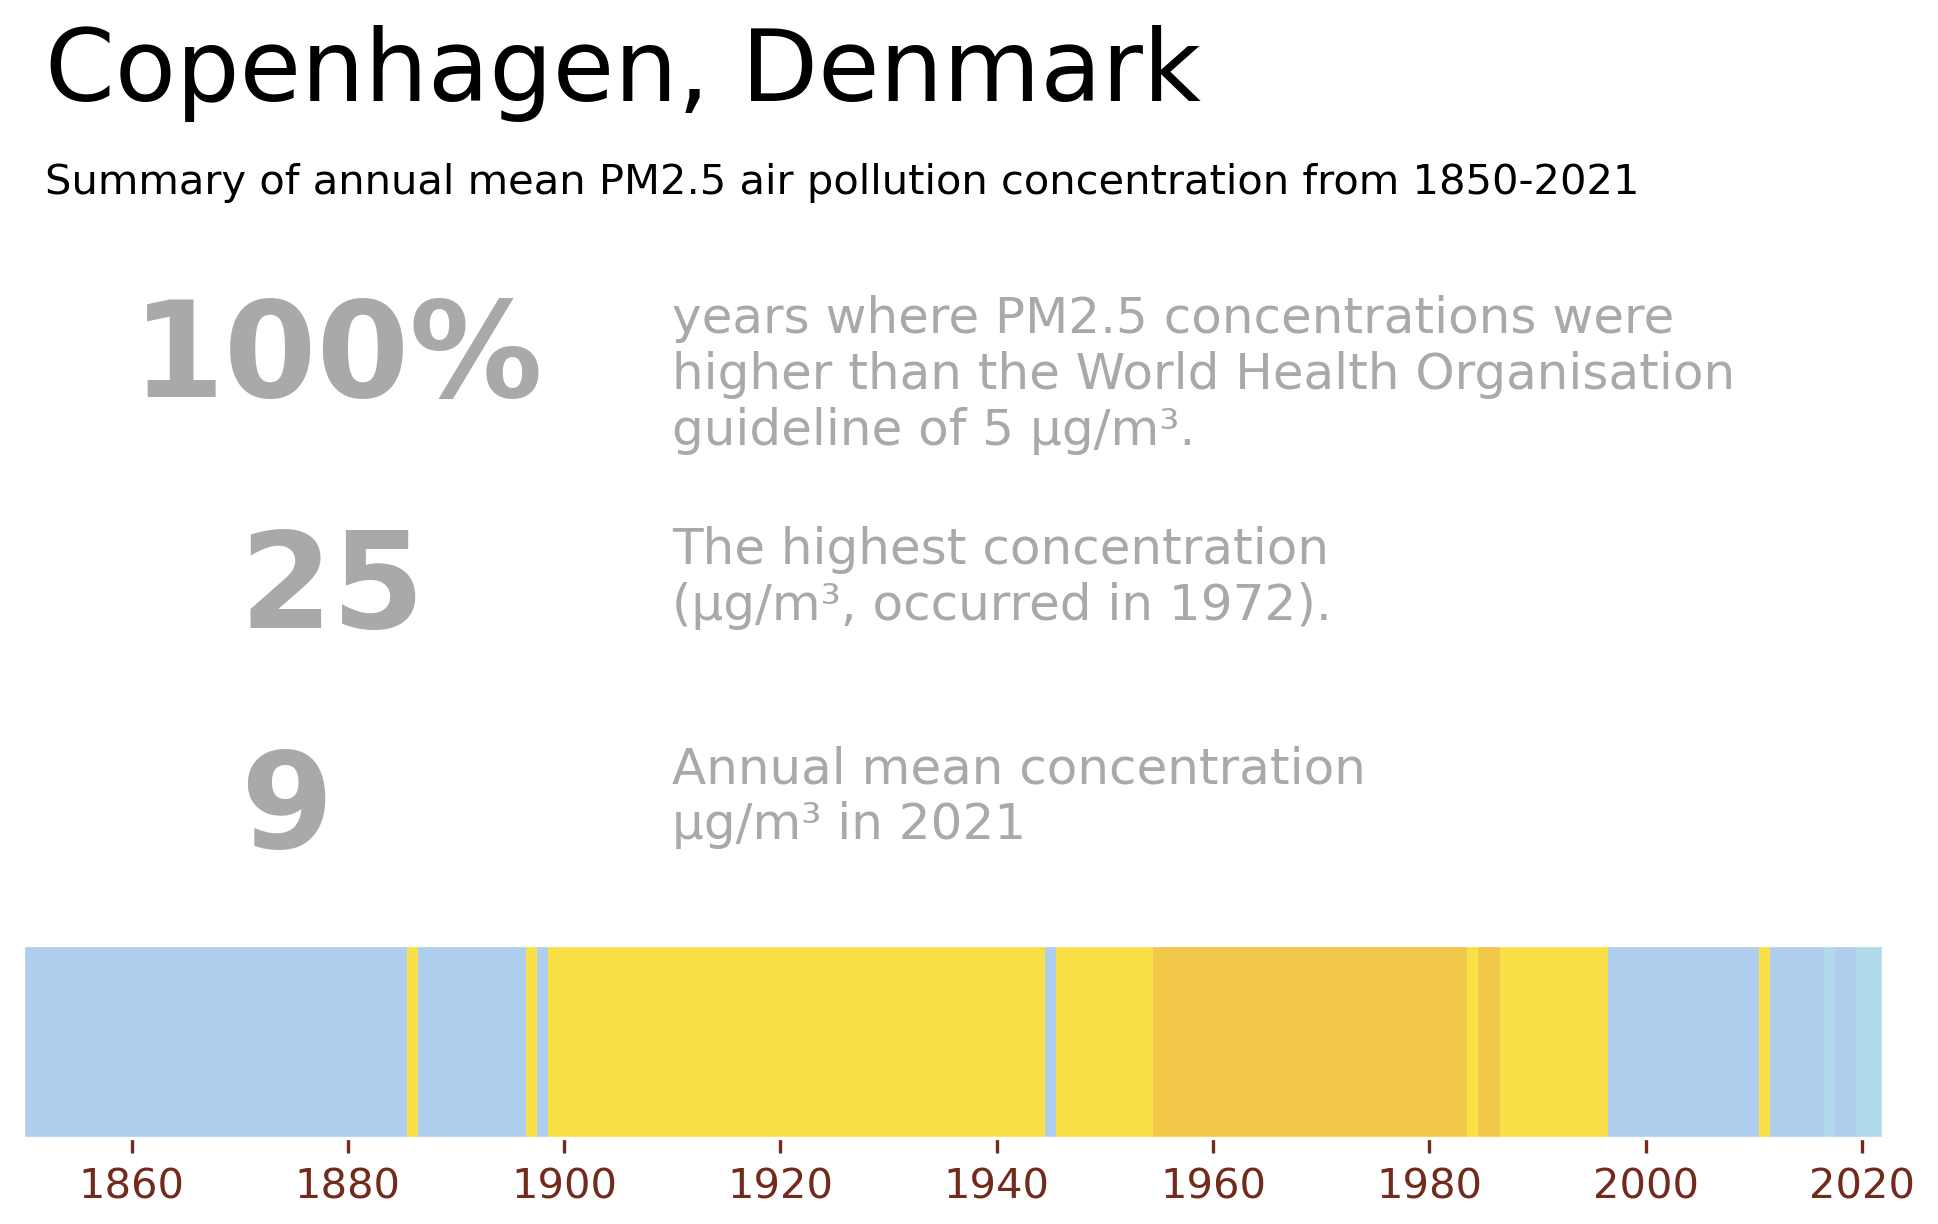 Copenhagen, Denmark
Summary of annual mean PM2.5 air pollution concentration from 1850-2021
100%
years where PM2.5 concentrations were
higher than the World Health Organisation
guideline of 5 µg/m³.
25
The highest concentration
(µg/m³, occurred in 1972).
9
Annual mean concentration
µg/m³ in 2021
1860 1880 1900 1920 1940 1960 1980 2000 2020